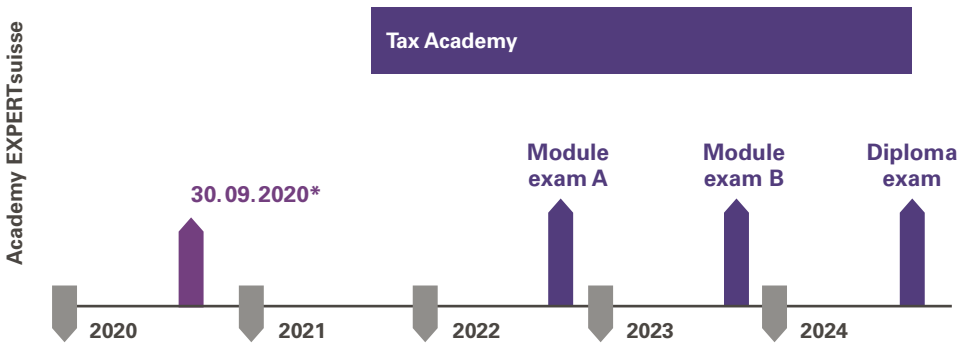 Academy EXPERTsuisse
Tax Academy
30.09.2020*
Module
exam A
Module
exam B
Diploma
exam
2020
2021
2022
2023
2024